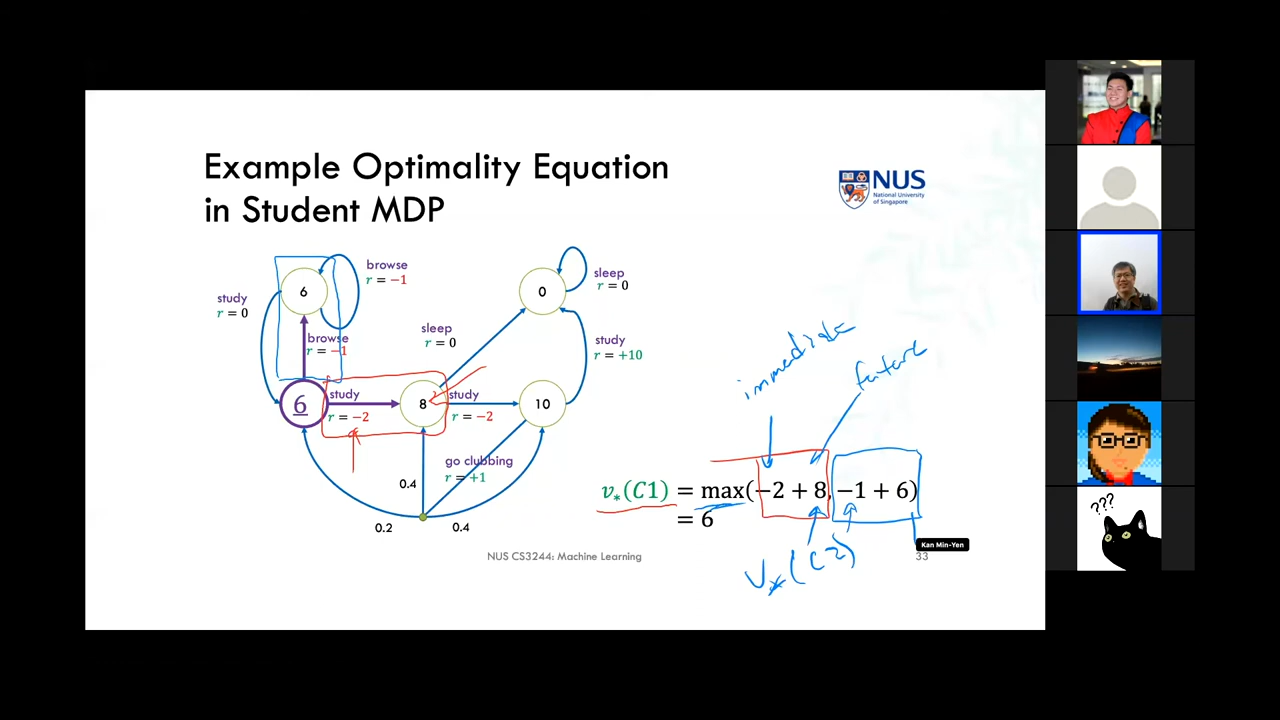 Example Optimality Equation
in Student MDP
NUS
National University
of Singapore
browse
r = −1
6
study
r = 0
browse
r = −1
0
sleep
r = 0
sleep
r = 0
study
r = +10
6
study
r = −2
8
study
r = −2
10
go clubbing
r = +1
0.4
0.2
0.4
immediate
future
v*(C1) = max(−2 + 8, −1 + 6)
= 6
V*(C2)
NUS CS3244: Machine Learning
33
Kan Min-Yen
???